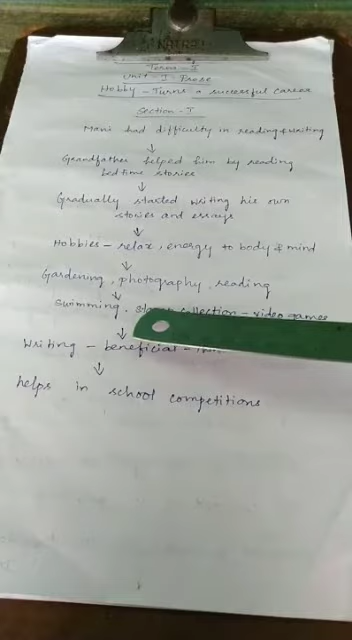 Term - I
Unit - I - Prose
Hobby - Turns a successful career
Section - I
Mani had difficulty in reading & writing
↓
Grandfather helped him by reading
bedtime stories
↓
Gradually started writing his own
stories and essays
↓
Hobbies - relax, energy to body & mind
↓
Gardening, photography, reading
↓
Swimming, collection - video games
↓
Writing - beneficial -
↓
helps in school competitions